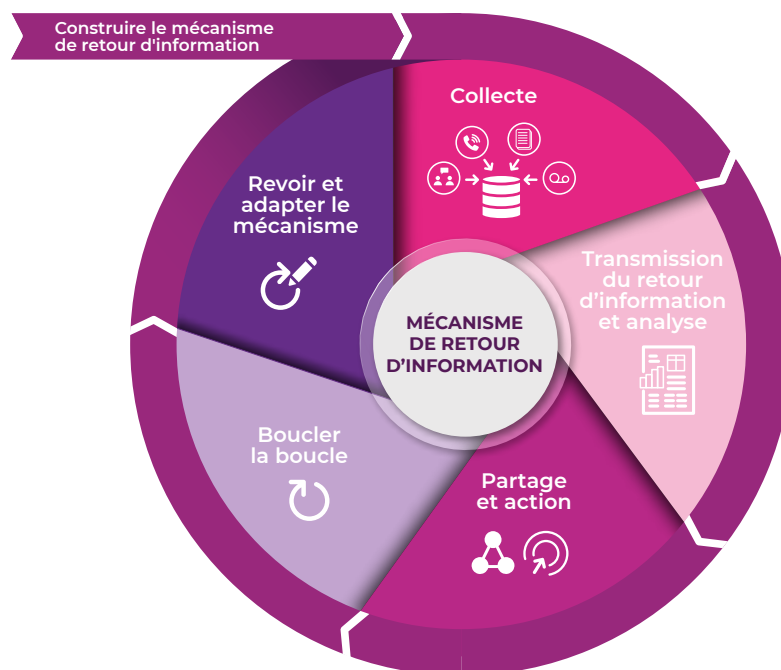 Construire le mécanisme
de retour d'information
Collecte
Transmission
du retour
d’information
et analyse
Partage
et action
Boucler
la boucle
Revoir et
adapter le
mécanisme
MÉCANISME
DE RETOUR
D’INFORMATION